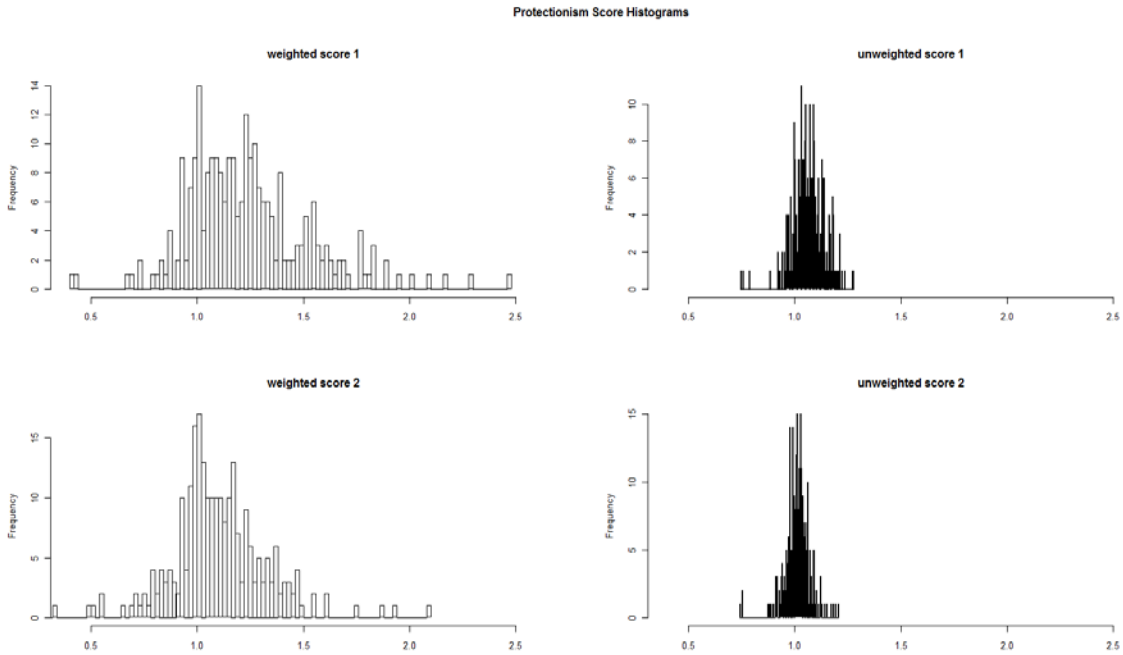 Protectionism Score Histograms
weighted score 1
Frequency
0 2 4 6 8 10 12 14
0.5 1.0 1.5 2.0 2.5
unweighted score 1
Frequency
0 2 4 6 8 10
0.5 1.0 1.5 2.0 2.5
weighted score 2
Frequency
0 5 10 15
0.5 1.0 1.5 2.0 2.5
unweighted score 2
Frequency
0 5 10 15
0.5 1.0 1.5 2.0 2.5